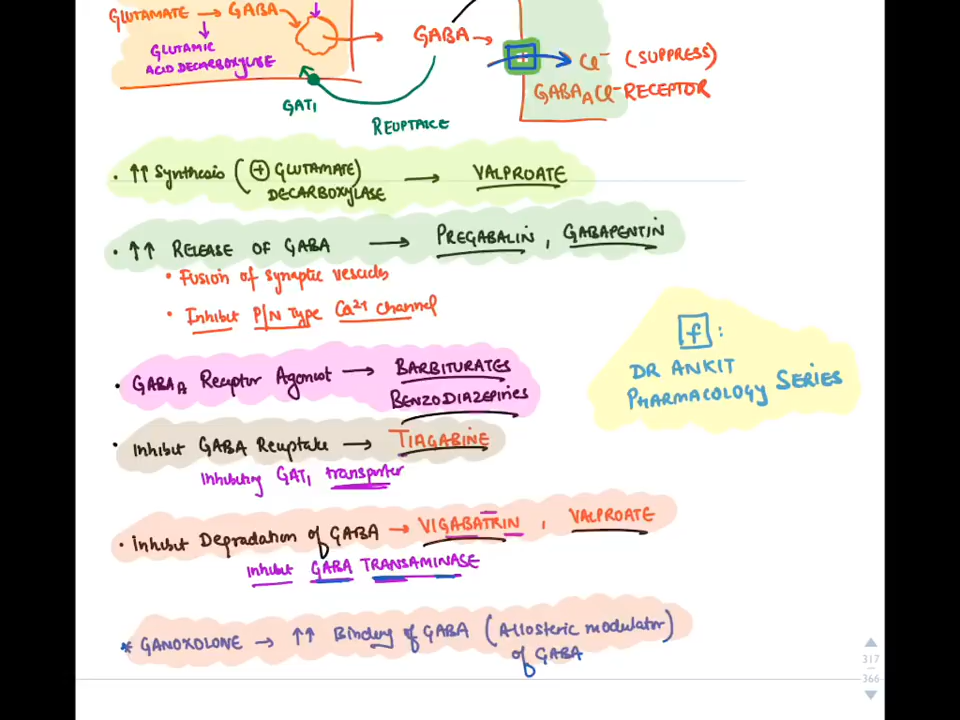 GLUTAMATE → GABA
↓
GLUTAMIC
ACID DECARBOXYLASE
GAT1
GABA →
REUPTAKE
Cl⁻ (SUPPRESS)
GABA_A Cl⁻ RECEPTOR
• ↑↑ Synthesis (⊕ GLUTAMATE) → VALPROATE
DECARBOXYLASE
• ↑↑ RELEASE OF GABA → PREGABALIN, GABAPENTIN
• Fusion of synaptic vesicles
• Inhibit P/N Type Ca²⁺ channel
f :
DR ANKIT
PHARMACOLOGY SERIES
• GABA_A Receptor Agonist → BARBITURATES
BENZODIAZEPINES
• Inhibit GABA Reuptake → TIAGABINE
Inhibiting GAT1 transporter
• Inhibit Degradation of GABA → VIGABATRIN, VALPROATE
Inhibit GABA TRANSAMINASE
* GANOXOLONE → ↑↑ Binding of GABA (Allosteric modulator)
of GABA
317
366